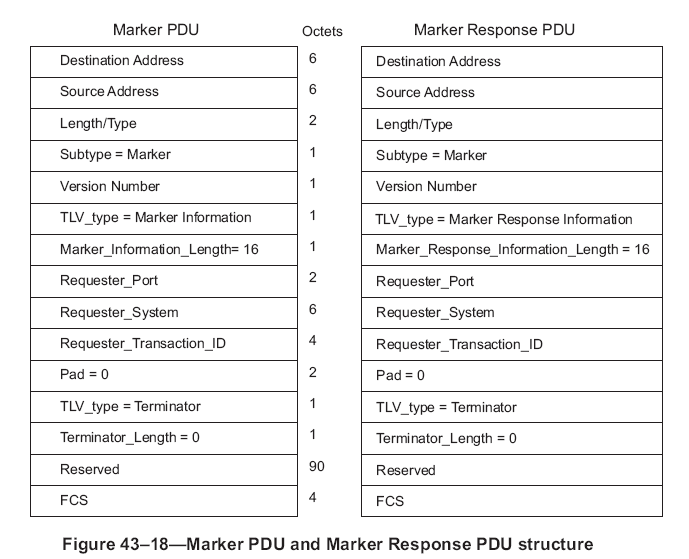 Marker PDU Octets Marker Response PDU
Destination Address 6 Destination Address
Source Address 6 Source Address
Length/Type 2 Length/Type
Subtype = Marker 1 Subtype = Marker
Version Number 1 Version Number
TLV_type = Marker Information 1 TLV_type = Marker Response Information
Marker_Information_Length= 16 1 Marker_Response_Information_Length = 16
Requester_Port 2 Requester_Port
Requester_System 6 Requester_System
Requester_Transaction_ID 4 Requester_Transaction_ID
Pad = 0 2 Pad = 0
TLV_type = Terminator 1 TLV_type = Terminator
Terminator_Length = 0 1 Terminator_Length = 0
Reserved 90 Reserved
FCS 4 FCS
Figure 43–18—Marker PDU and Marker Response PDU structure